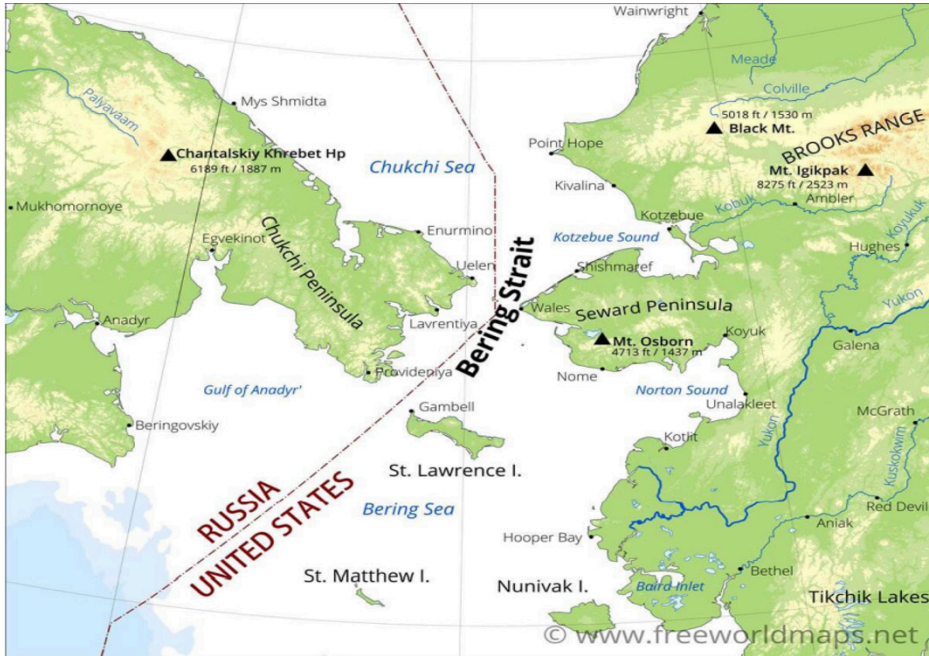 Wainwright
Meade
Colville
Palyavaam
Mys Shmidta
5018 ft / 1530 m
Black Mt.
BROOKS RANGE
Chantalskiy Khrebet Hp
6189 ft / 1887 m
Chukchi Sea
Point Hope
Mt. Igikpak
8275 ft / 2523 m
Kivalina
Kobuk
Ambler
Mukhomornoye
Kotzebue
Koyukuk
Egvekinot
Enurmino
Kotzebue Sound
Hughes
Chukchi Peninsula
Uelen
Shishmaref
Bering Strait
Yukon
Wales
Seward Peninsula
Anadyr
Lavrentiya
Mt. Osborn
4713 ft / 1437 m
Koyuk
Galena
Provideniya
Nome
Gulf of Anadyr'
Norton Sound
Gambell
Unalakleet
McGrath
Beringovskiy
Kotlit
Yukon
Kuskokwim
St. Lawrence I.
RUSSIA
UNITED STATES
Bering Sea
Red Devil
Aniak
Hooper Bay
St. Matthew I.
Nunivak I.
Baird Inlet
Bethel
Tikchik Lakes
© www.freeworldmaps.net